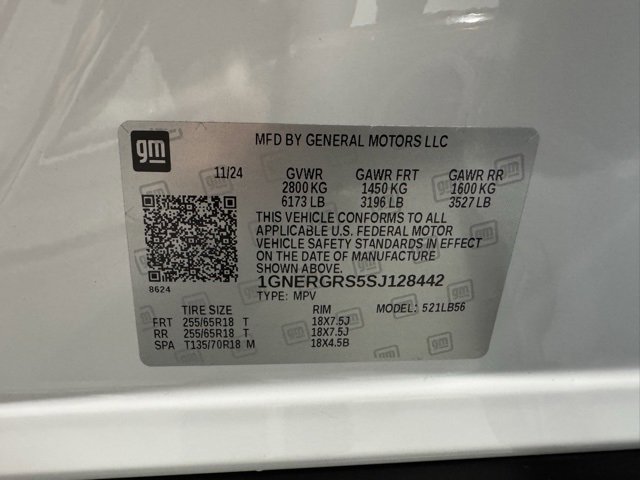 gm
MFD BY GENERAL MOTORS LLC
11/24 GVWR GAWR FRT GAWR RR
2800 KG 1450 KG 1600 KG
6173 LB 3196 LB 3527 LB
THIS VEHICLE CONFORMS TO ALL
APPLICABLE U.S. FEDERAL MOTOR
VEHICLE SAFETY STANDARDS IN EFFECT
ON THE DATE OF MANUFACTURE
SHOWN ABOVE.
8624
1GNERGRS5SJ128442
TYPE: MPV MODEL: 521LB56
TIRE SIZE RIM
FRT 255/65R18 T 18X7.5J
RR 255/65R18 T 18X7.5J
SPA T135/70R18 M 18X4.5B